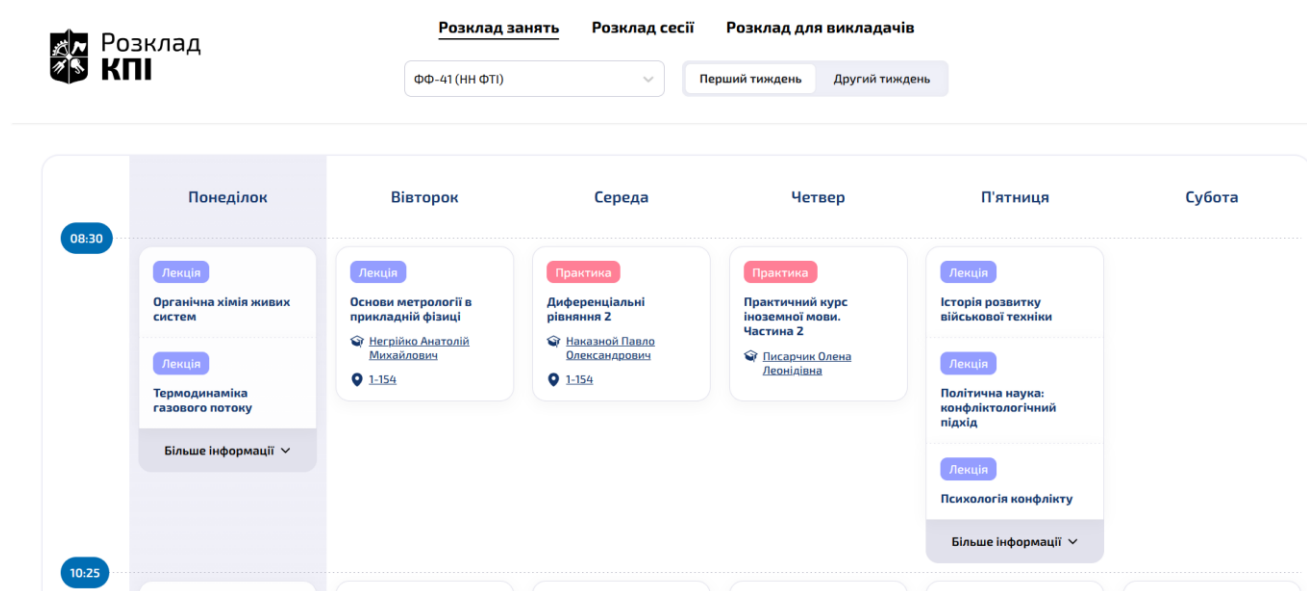 Розклад
КПІ
Розклад занять
Розклад сесії
Розклад для викладачів
ФФ-41 (НН ФТІ)
Перший тиждень
Другий тиждень
Понеділок
Вівторок
Середа
Четвер
П'ятниця
Субота
08:30
Лекція
Органічна хімія живих
систем
Лекція
Термодинаміка
газового потоку
Більше інформації
Лекція
Основи метрології в
прикладній фізиці
Негрійко Анатолій
Михайлович
1-154
Практика
Диференціальні
рівняння 2
Наказной Павло
Олександрович
1-154
Практика
Практичний курс
іноземної мови.
Частина 2
Писарчик Олена
Леонідівна
Лекція
Історія розвитку
військової техніки
Лекція
Політична наука:
конфліктологічний
підхід
Лекція
Психологія конфлікту
Більше інформації
10:25